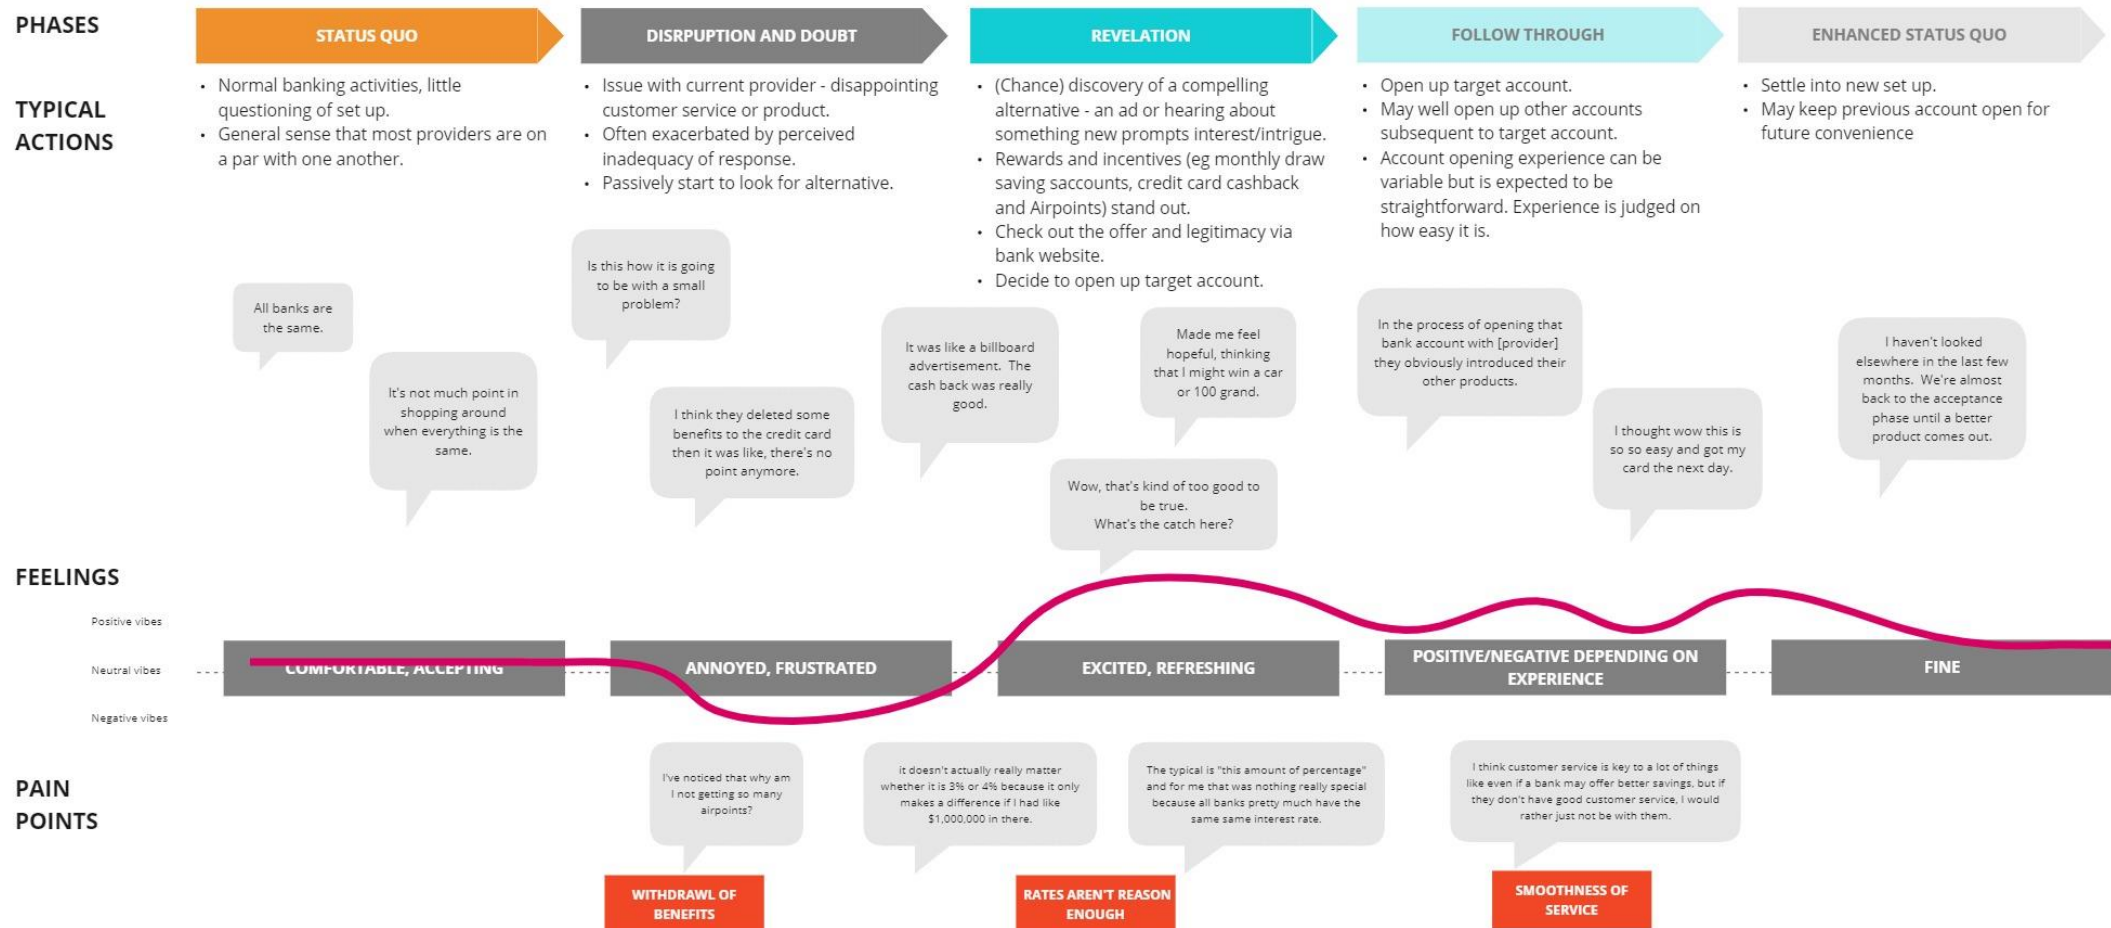 PHASES
STATUS QUO
DISRPUPTION AND DOUBT
REVELATION
FOLLOW THROUGH
ENHANCED STATUS QUO
TYPICAL
ACTIONS
• Normal banking activities, little
questioning of set up.
• General sense that most providers are on
a par with one another.
• Issue with current provider - disappointing
customer service or product.
• Often exacerbated by perceived
inadequacy of response.
• Passively start to look for alternative.
• (Chance) discovery of a compelling
alternative - an ad or hearing about
something new prompts interest/intrigue.
• Rewards and incentives (eg monthly draw
saving saccounts, credit card cashback
and Airpoints) stand out.
• Check out the offer and legitimacy via
bank website.
• Decide to open up target account.
• Open up target account.
• May well open up other accounts
subsequent to target account.
• Account opening experience can be
variable but is expected to be
straightforward. Experience is judged on
how easy it is.
• Settle into new set up.
• May keep previous account open for
future convenience
All banks are
the same.
It's not much point in
shopping around
when everything is the
same.
Is this how it is going
to be with a small
problem?
I think they deleted some
benefits to the credit card
then it was like, there's no
point anymore.
It was like a billboard
advertisement. The
cash back was really
good.
Made me feel
hopeful, thinking
that I might win a car
or 100 grand.
Wow, that's kind of too good to
be true.
What's the catch here?
In the process of opening that
bank account with [provider]
they obviously introduced their
other products.
I thought wow this is
so so easy and got my
card the next day.
I haven't looked
elsewhere in the last few
months. We're almost
back to the acceptance
phase until a better
product comes out.
FEELINGS
Positive vibes
Neutral vibes
Negative vibes
COMFORTABLE, ACCEPTING
ANNOYED, FRUSTRATED
EXCITED, REFRESHING
POSITIVE/NEGATIVE DEPENDING ON
EXPERIENCE
FINE
PAIN
POINTS
I've noticed that why am
I not getting so many
airpoints?
it doesn't actually really matter
whether it is 3% or 4% because it only
makes a difference if I had like
$1,000,000 in there.
The typical is "this amount of percentage"
and for me that was nothing really special
because all banks pretty much have the
same same interest rate.
I think customer service is key to a lot of things
like even if a bank may offer better savings, but if
they don't have good customer service, I would
rather just not be with them.
WITHDRAWL OF
BENEFITS
RATES AREN'T REASON
ENOUGH
SMOOTHNESS OF
SERVICE